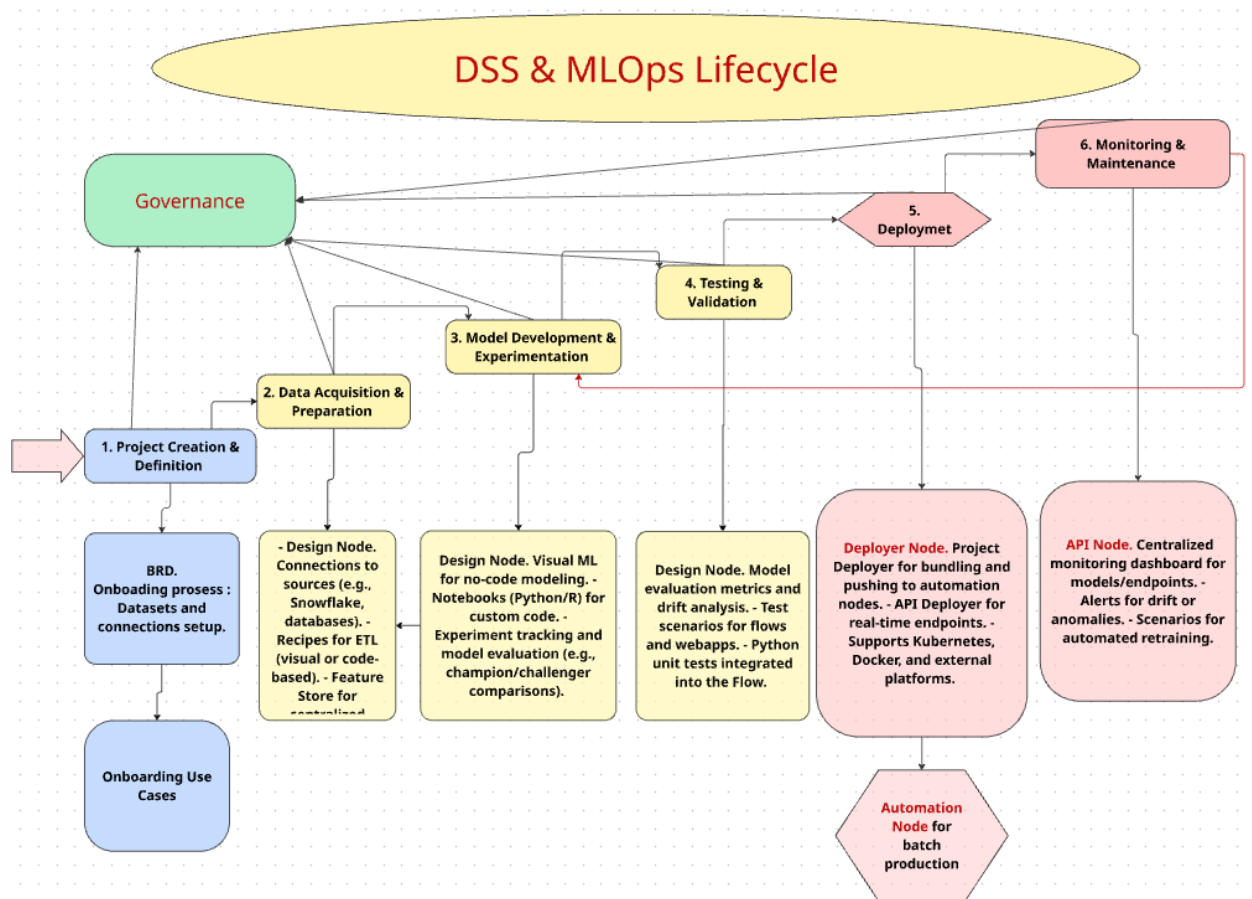 DSS & MLOps Lifecycle
6. Monitoring &
Maintenance
Governance
5.
Deploymet
4. Testing &
Validation
3. Model Development &
Experimentation
2. Data Acquisition &
Preparation
1. Project Creation &
Definition
BRD.
Onboading prosess :
Datasets and
connections setup.
Onboarding Use
Cases
- Design Node.
Connections to
sources (e.g.,
Snowflake,
databases). -
Recipes for ETL
(visual or code-
based). - Feature
Store for
centralized
Design Node. Visual ML
for no-code modeling. -
Notebooks (Python/R) for
custom code. -
Experiment tracking and
model evaluation (e.g.,
champion/challenger
comparisons).
Design Node. Model
evaluation metrics and
drift analysis. - Test
scenarios for flows
and webapps. - Python
unit tests integrated
into the Flow.
Deployer Node. Project
Deployer for bundling and
pushing to automation
nodes. - API Deployer for
real-time endpoints. -
Supports Kubernetes,
Docker, and external
platforms.
API Node. Centralized
monitoring dashboard for
models/endpoints. -
Alerts for drift or
anomalies. - Scenarios for
automated retraining.
Automation
Node for
batch
production